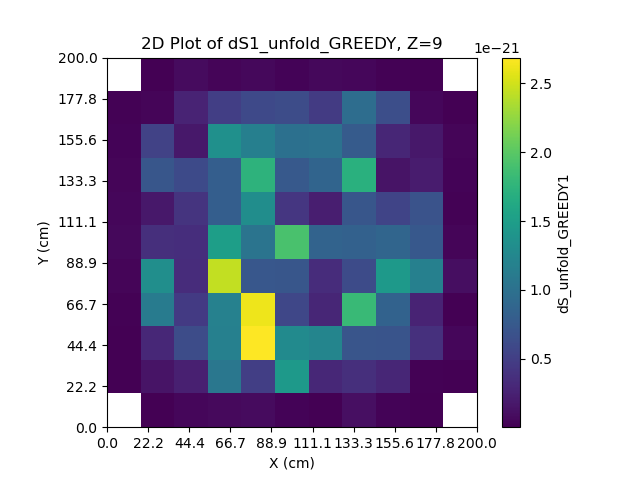 2D Plot of dS1_unfold_GREEDY, Z=9
1e−21
200.0
177.8
155.6
133.3
111.1
88.9
66.7
44.4
22.2
0.0
Y (cm)
0.0 22.2 44.4 66.7 88.9 111.1 133.3 155.6 177.8 200.0
X (cm)
2.5
2.0
1.5
1.0
0.5
dS_unfold_GREEDY1